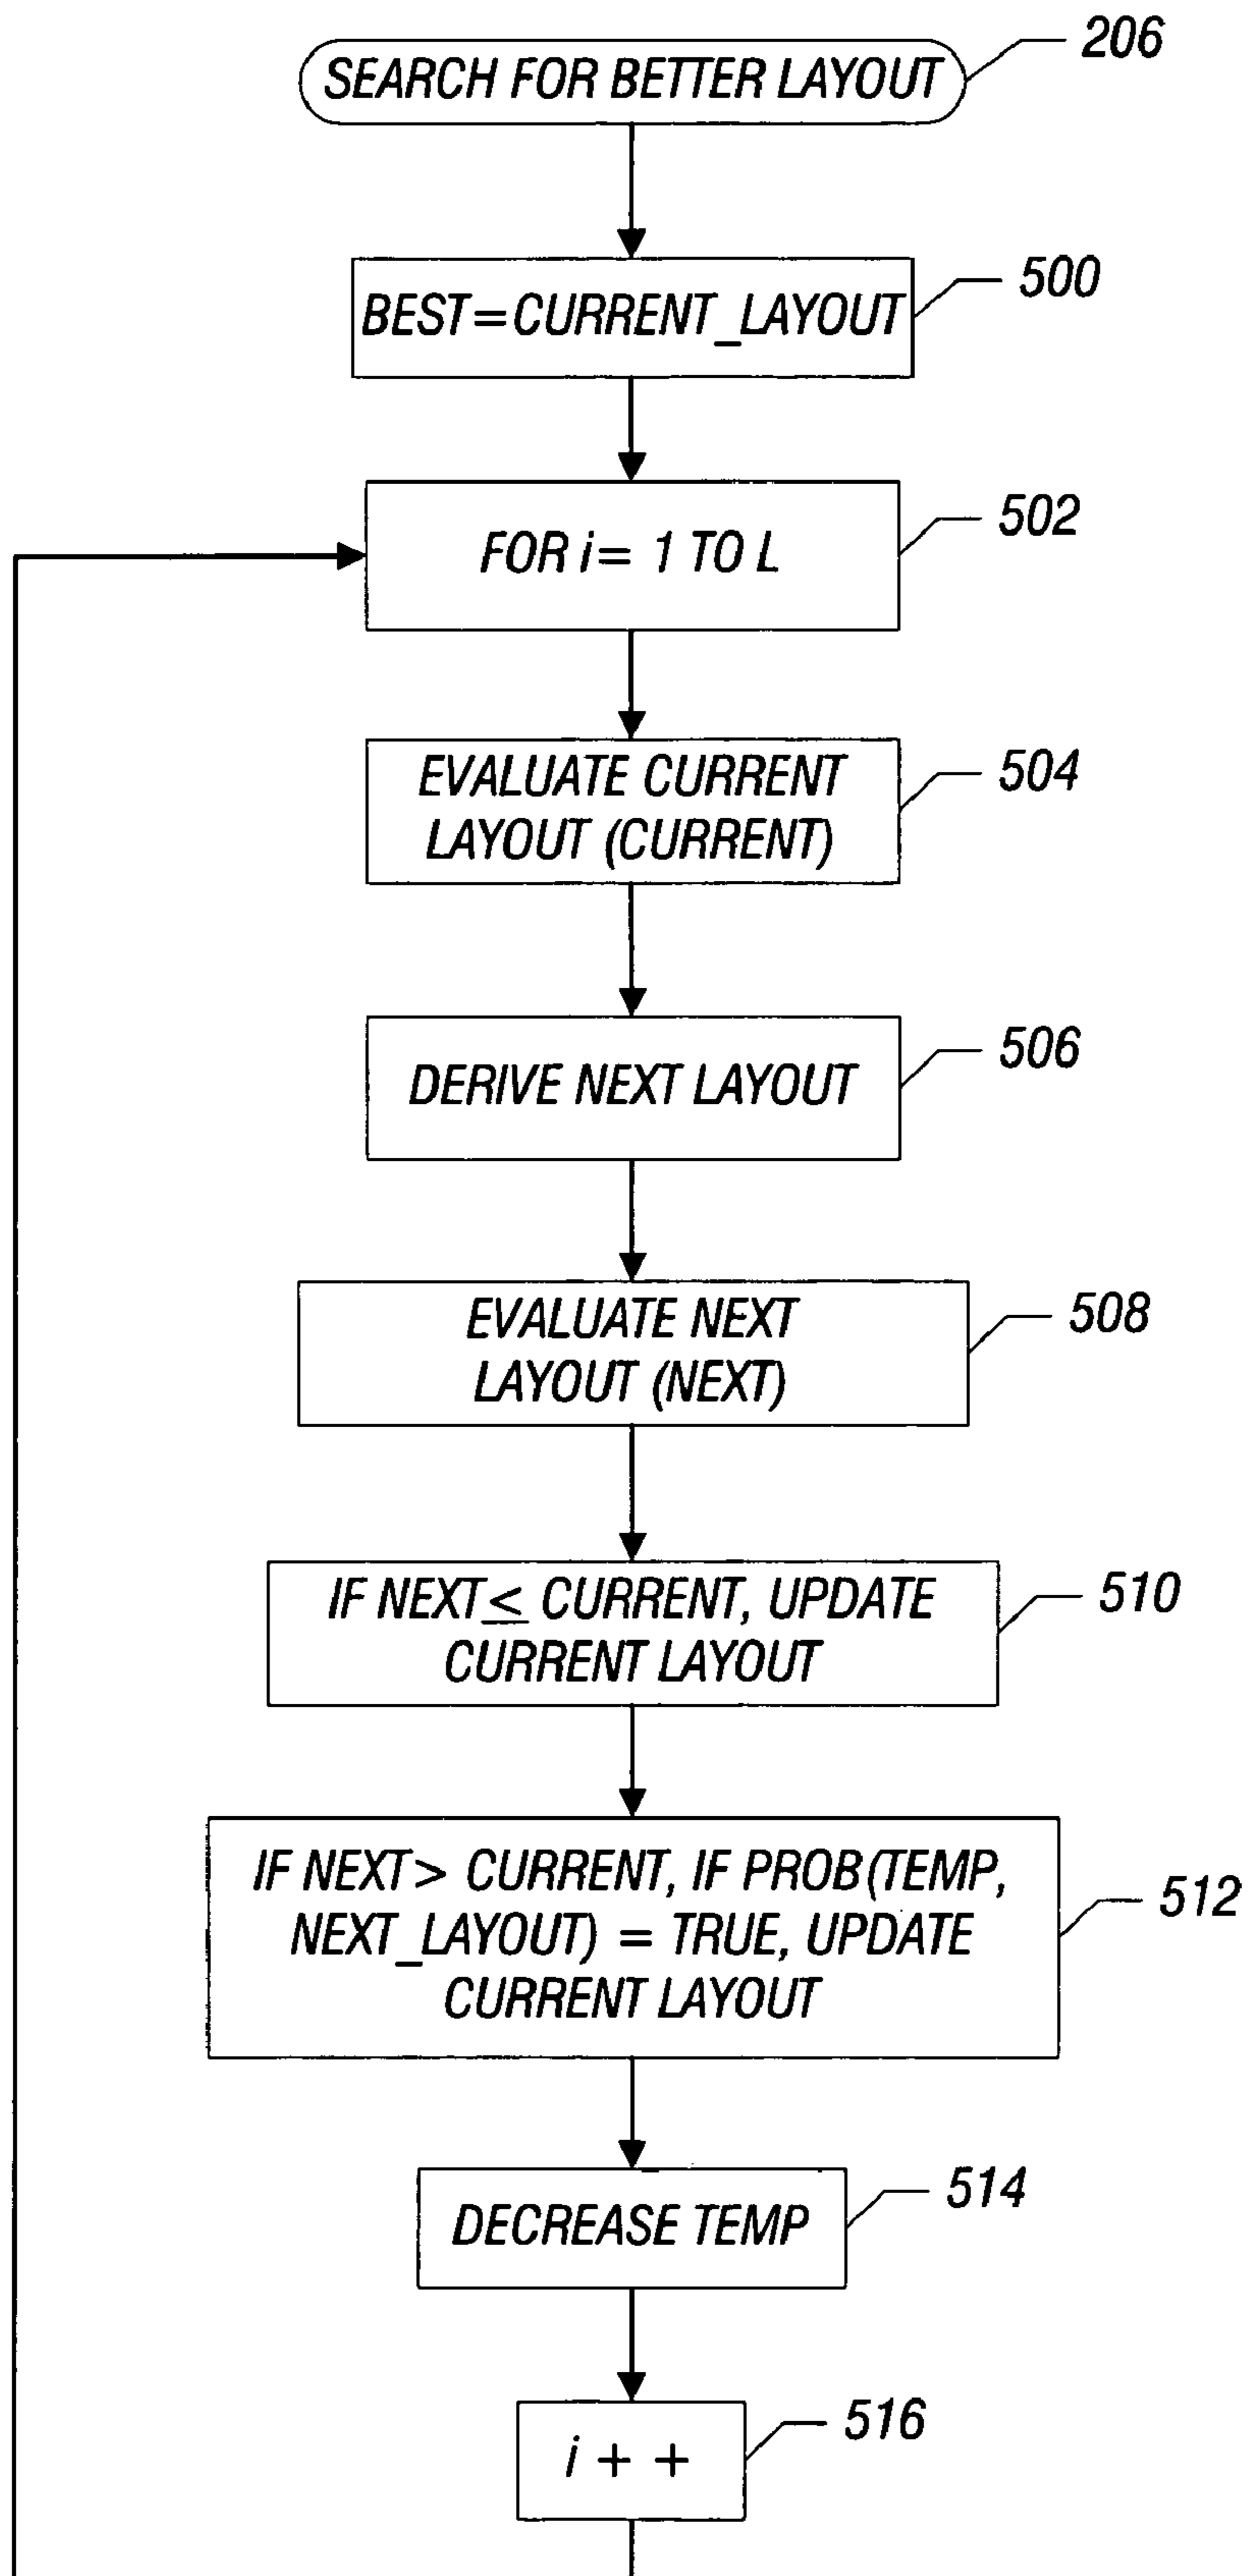 SEARCH FOR BETTER LAYOUT
206
BEST=CURRENT_LAYOUT
500
FOR i= 1 TO L
502
EVALUATE CURRENT
LAYOUT (CURRENT)
504
DERIVE NEXT LAYOUT
506
EVALUATE NEXT
LAYOUT (NEXT)
508
IF NEXT ≤ CURRENT, UPDATE
CURRENT LAYOUT
510
IF NEXT > CURRENT, IF PROB(TEMP,
NEXT_LAYOUT) = TRUE, UPDATE
CURRENT LAYOUT
512
DECREASE TEMP
514
i + +
516